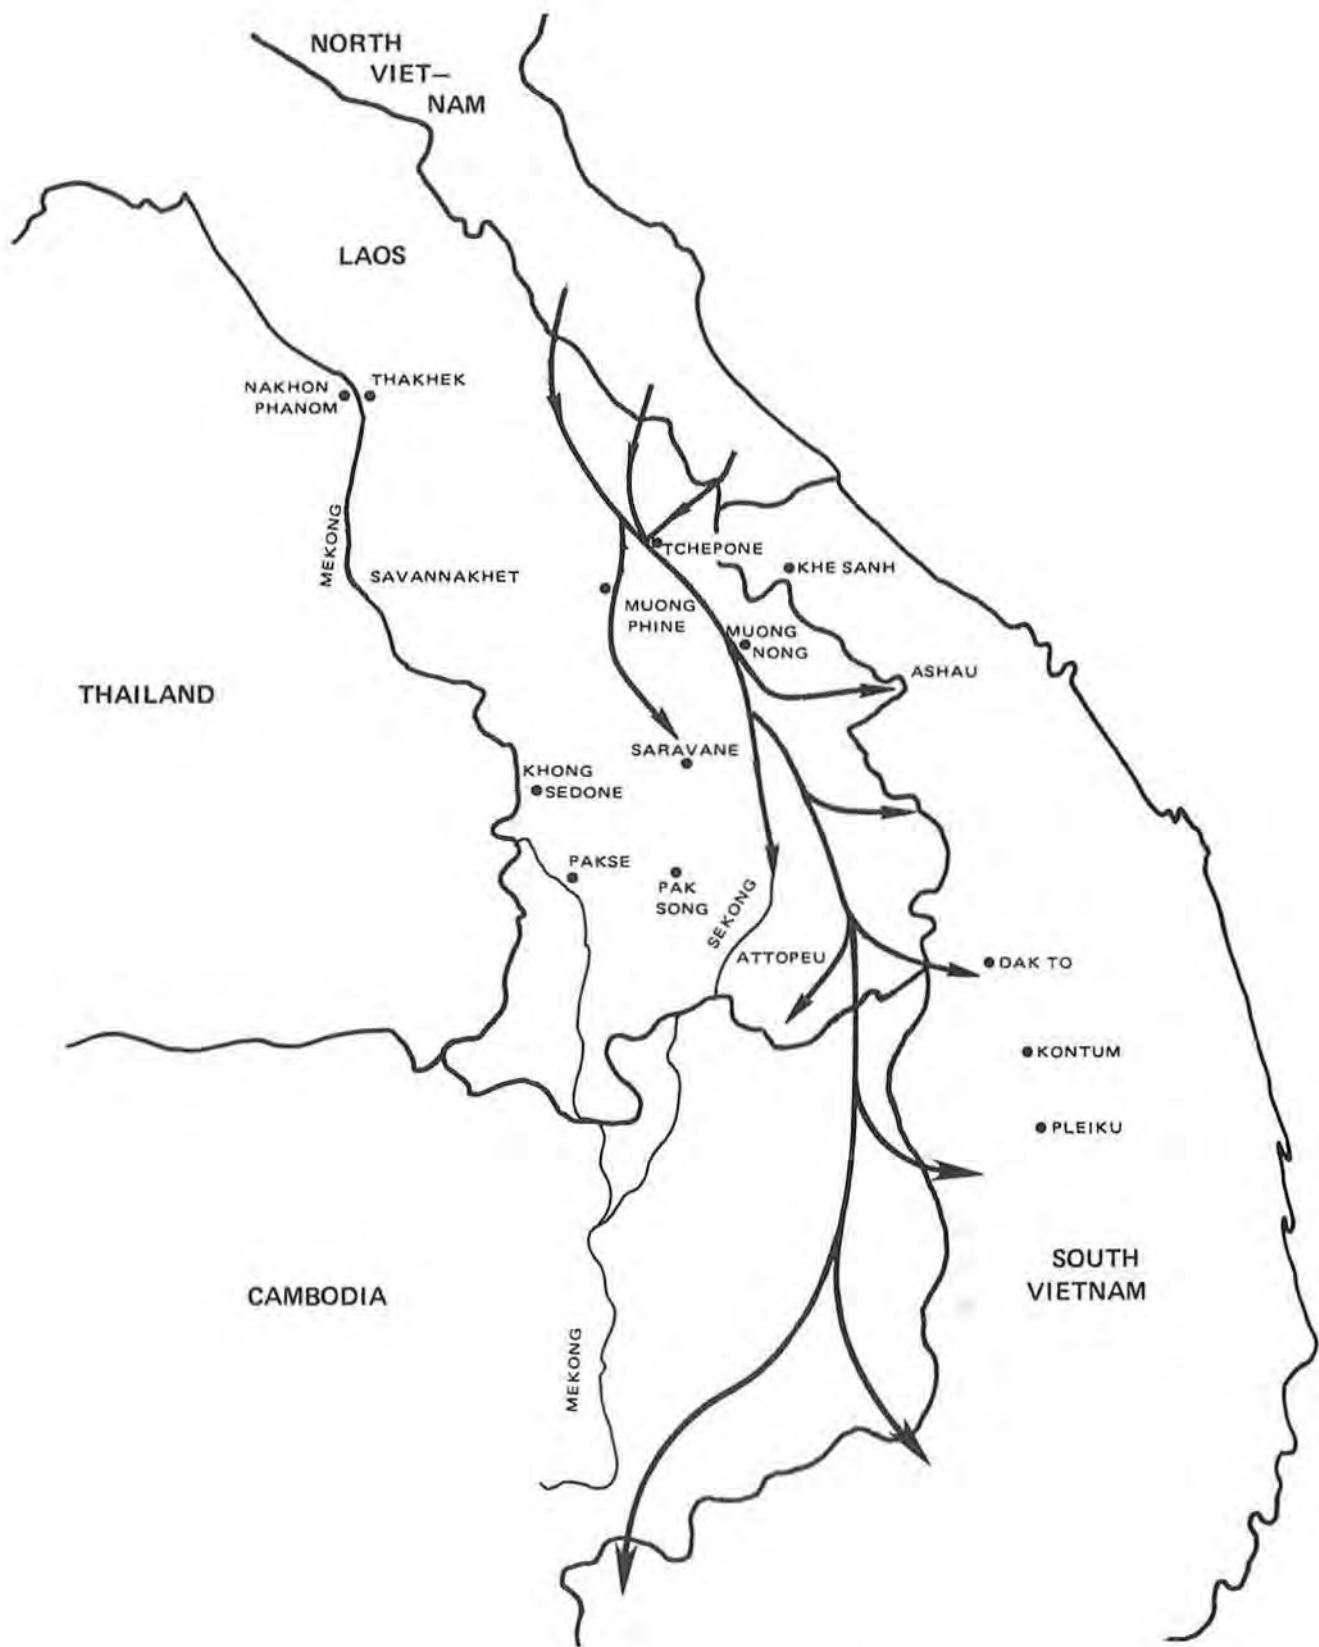 NORTH
VIET—
NAM
LAOS
NAKHON
PHANOM
THAKHEK
MEKONG
TCHEPONE
KHE SANH
SAVANNAKHET
MUONG
PHINE
MUONG
NONG
ASHAU
THAILAND
SARAVANE
KHONG
SEDONE
PAKSE
PAK
SONG
SEKONG
ATTOPEU
DAK TO
KONTUM
PLEIKU
SOUTH
VIETNAM
CAMBODIA
MEKONG